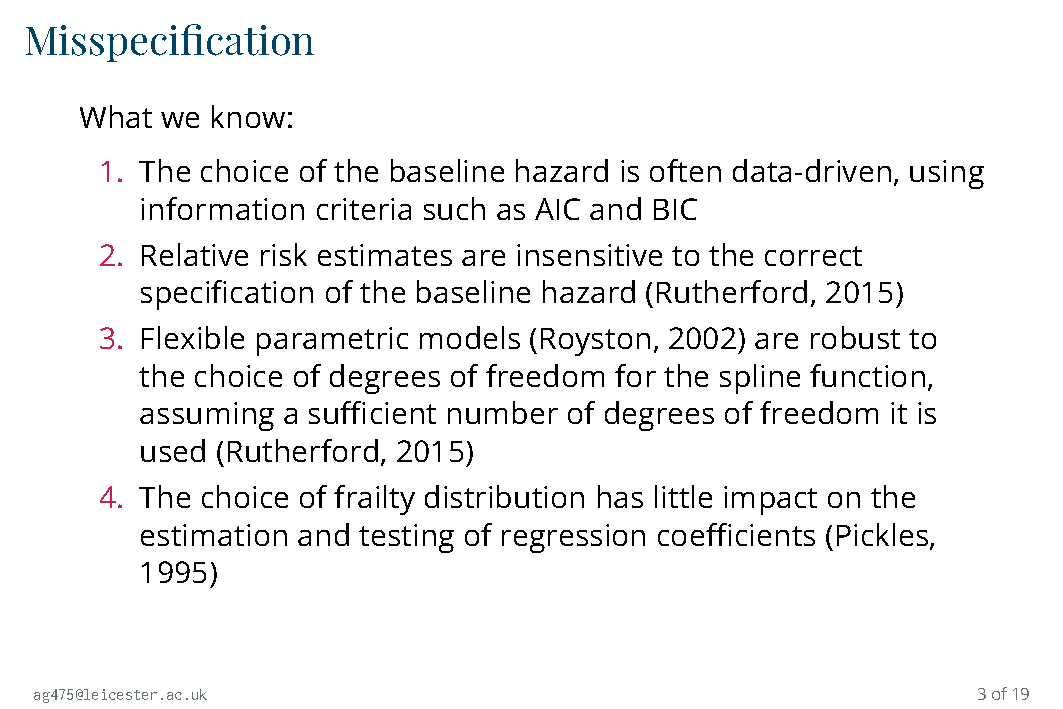 Misspecification
What we know:
1. The choice of the baseline hazard is often data-driven, using
information criteria such as AIC and BIC
2. Relative risk estimates are insensitive to the correct
specification of the baseline hazard (Rutherford, 2015)
3. Flexible parametric models (Royston, 2002) are robust to
the choice of degrees of freedom for the spline function,
assuming a sufficient number of degrees of freedom it is
used (Rutherford, 2015)
4. The choice of frailty distribution has little impact on the
estimation and testing of regression coefficients (Pickles,
1995)
ag475@leicester.ac.uk
3 of 19